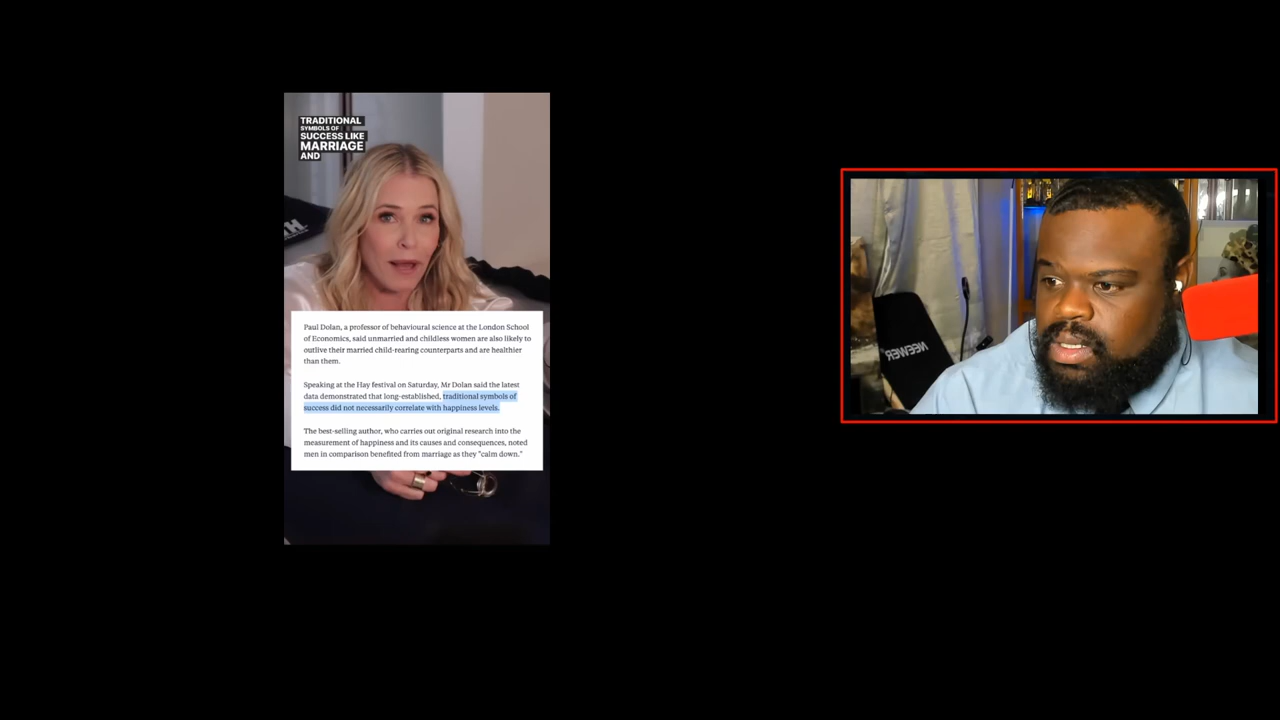 TRADITIONAL
SYMBOLS OF
SUCCESS LIKE
MARRIAGE
AND
Paul Dolan, a professor of behavioural science at the London School
of Economics, said unmarried and childless women are also likely to
outlive their married child-rearing counterparts and are healthier
than them.
Speaking at the Hay festival on Saturday, Mr Dolan said the latest
data demonstrated that long-established, traditional symbols of
success did not necessarily correlate with happiness levels.
The best-selling author, who carries out original research into the
measurement of happiness and its causes and consequences, noted
men in comparison benefited from marriage as they "calm down."
NEEWER